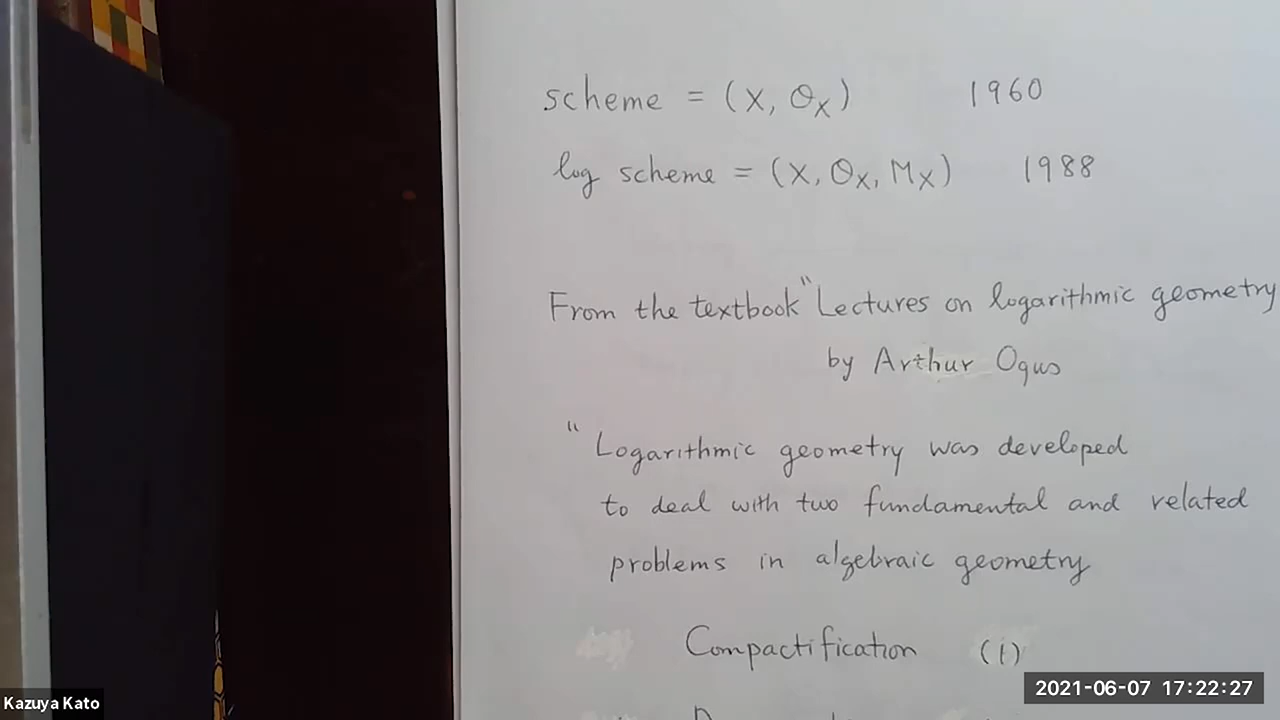 scheme = (X, O_X) 1960
log scheme = (X, O_X, M_X) 1988
From the textbook "Lectures on logarithmic geometry
by Arthur Ogus
"Logarithmic geometry was developed
to deal with two fundamental and related
problems in algebraic geometry
Compactification (1)
Kazuya Kato
2021-06-07 17:22:27